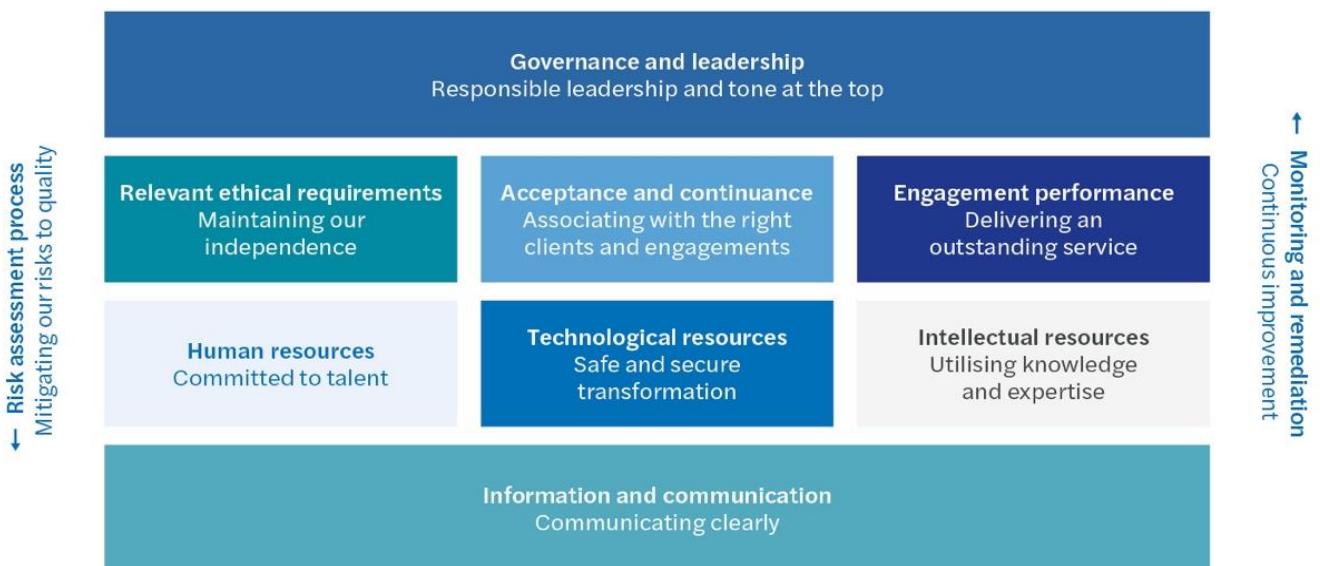 Governance and leadership
Responsible leadership and tone at the top
← Risk assessment process
Mitigating our risks to quality
Relevant ethical requirements
Maintaining our
independence
Acceptance and continuance
Associating with the right
clients and engagements
Engagement performance
Delivering an
outstanding service
Human resources
Committed to talent
Technological resources
Safe and secure
transformation
Intellectual resources
Utilising knowledge
and expertise
← Monitoring and remediation
Continuous improvement
Information and communication
Communicating clearly